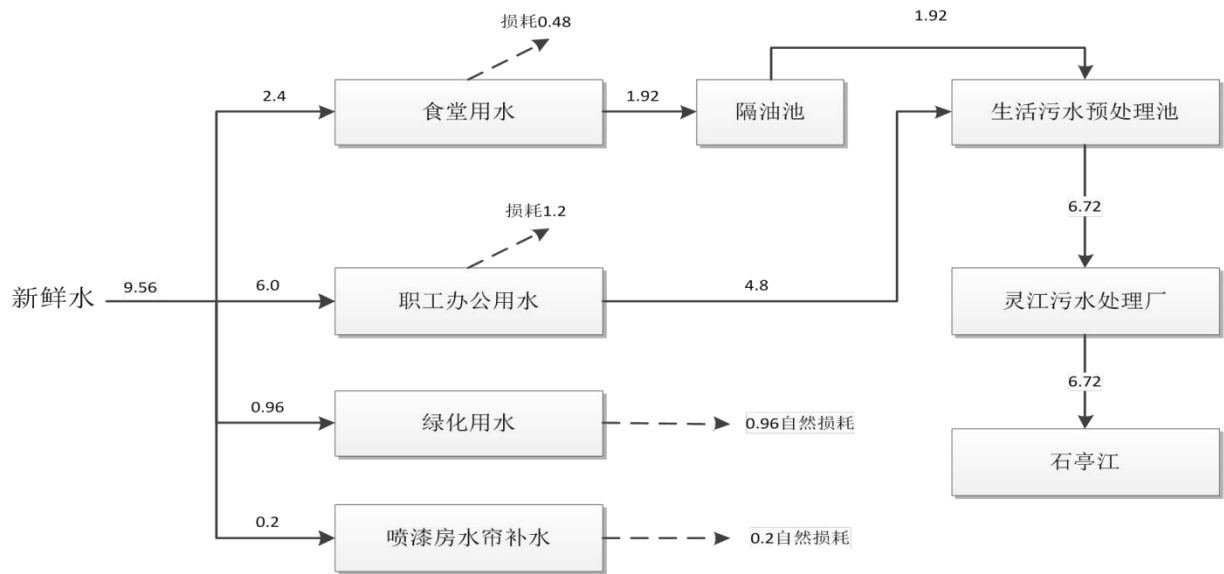 损耗0.48
1.92
2.4
食堂用水
1.92
隔油池
生活污水预处理池
损耗1.2
6.72
新鲜水
9.56
6.0
职工办公用水
4.8
灵江污水处理厂
6.72
0.96
绿化用水
0.96自然损耗
石亭江
0.2
喷漆房水帘补水
0.2自然损耗